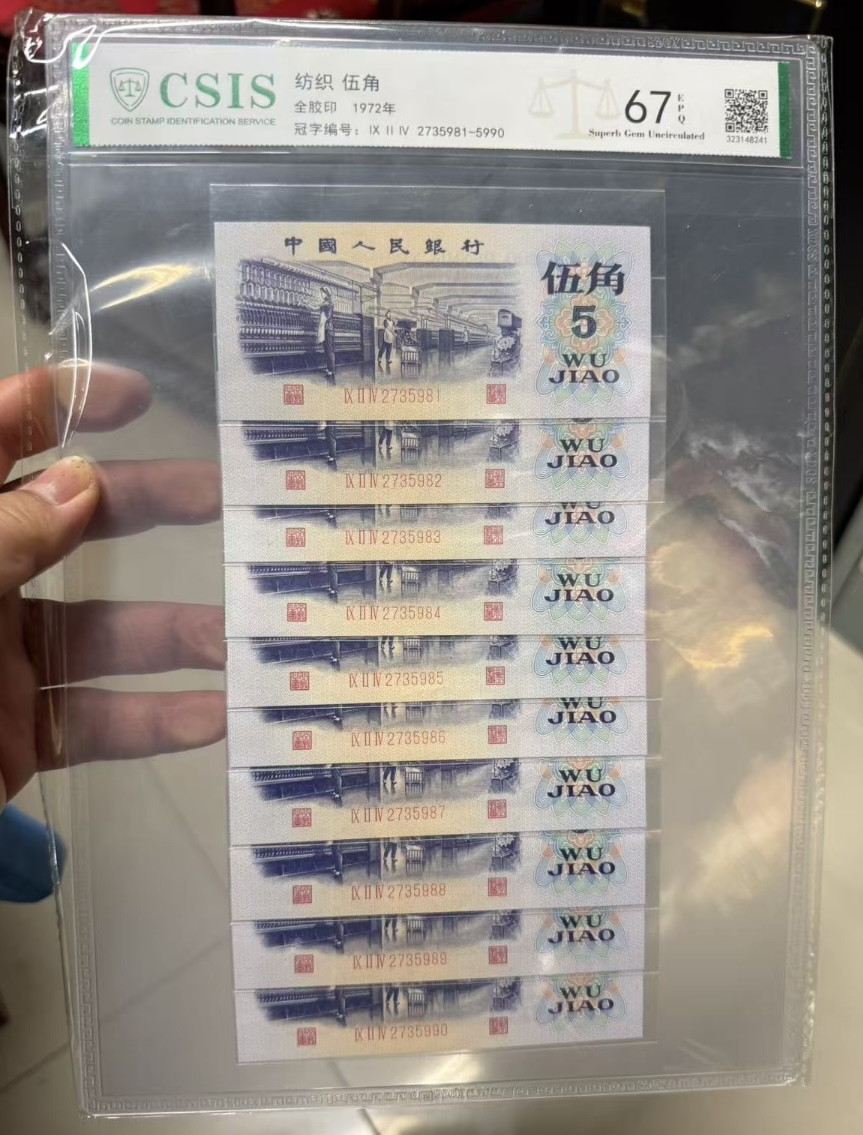 CSIS
COIN STAMP IDENTIFICATION SERVICE
纺织 伍角
全胶印 1972年
冠字编号: IX II IV 2735981-5990
67 EPQ
Superb Gem Uncirculated
323148241
中國人民銀行
伍角
5
WU
JIAO
IX II IV 2735981
WU
JIAO
IX II IV 2735982
WU
JIAO
IX II IV 2735983
WU
JIAO
IX II IV 2735984
WU
JIAO
IX II IV 2735985
WU
JIAO
IX II IV 2735986
WU
JIAO
IX II IV 2735987
WU
JIAO
IX II IV 2735988
WU
JIAO
IX II IV 2735989
WU
JIAO
IX II IV 2735990